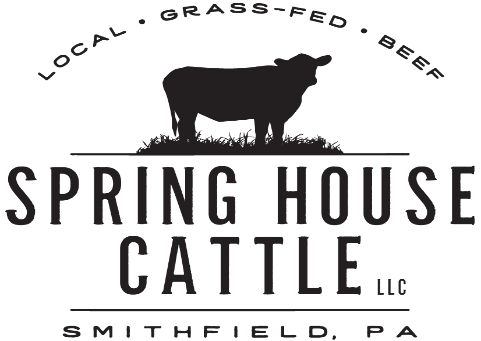 LOCAL • GRASS-FED • BEEF
SPRING HOUSE
CATTLE LLC
SMITHFIELD, PA